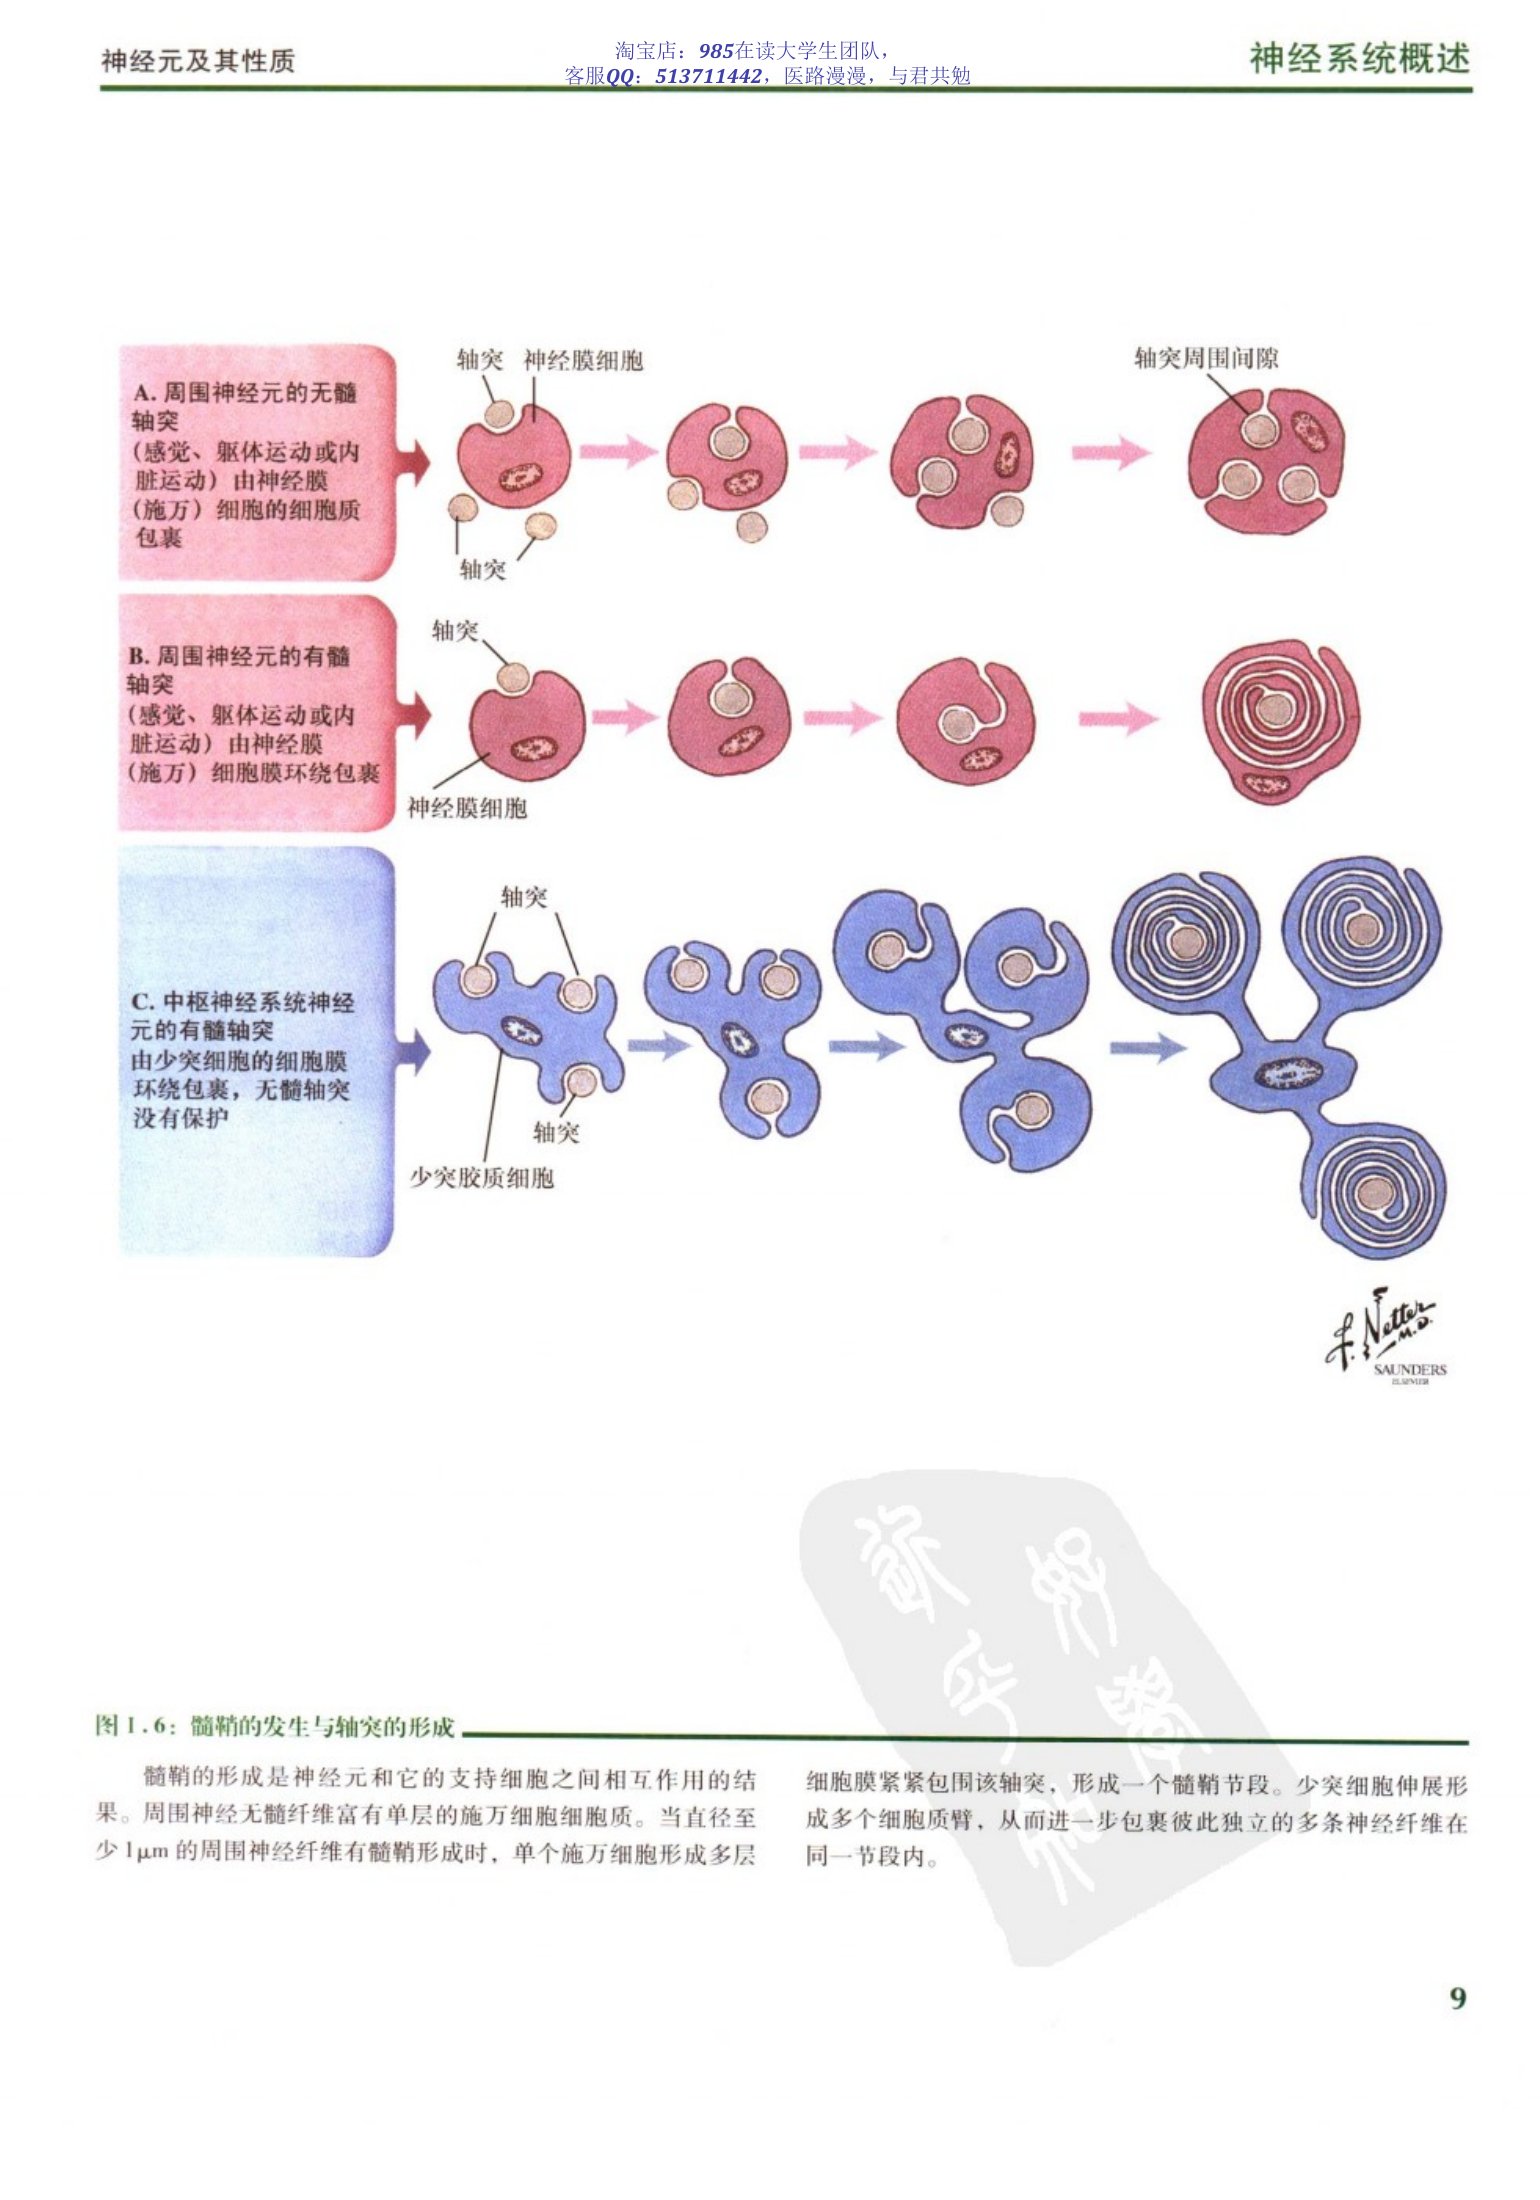 神经元及其性质
淘宝店：985在读大学生团队，
客服QQ：513711442，医路漫漫，与君共勉
神经系统概述
A. 周围神经元的无髓
轴突
(感觉、躯体运动或内
脏运动）由神经膜
(施万）细胞的细胞质
包裹
轴突
神经膜细胞
轴突周围间隙
轴突
B. 周围神经元的有髓
轴突
(感觉、躯体运动或内
脏运动）由神经膜
(施万）细胞膜环绕包裹
轴突
神经膜细胞
C. 中枢神经系统神经
元的有髓轴突
由少突细胞的细胞膜
环绕包裹，无髓轴突
没有保护
轴突
轴突
少突胶质细胞
F. Netter
M.D.
SAUNDERS
ELSEVIER
图 I.6：髓鞘的发生与轴突的形成
髓鞘的形成是神经元和它的支持细胞之间相互作用的结
果。周围神经无髓纤维富有单层的施万细胞细胞质。当直径至
少 1μm 的周围神经纤维有髓鞘形成时，单个施万细胞形成多层
细胞膜紧紧包围该轴突，形成一个髓鞘节段。少突细胞伸展形
成多个细胞质臂，从而进一步包裹彼此独立的多条神经纤维在
同一节段内。
9